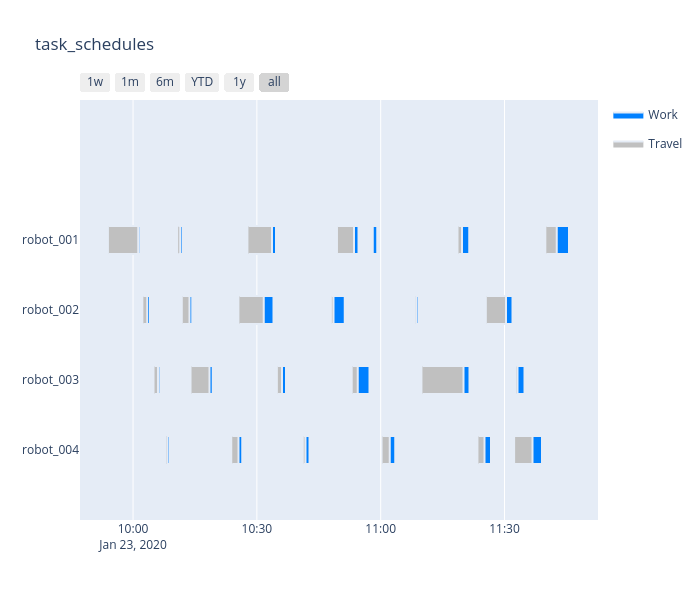 task_schedules
1w 1m 6m YTD 1y all
Work
Travel
robot_001
robot_002
robot_003
robot_004
10:00 10:30 11:00 11:30
Jan 23, 2020